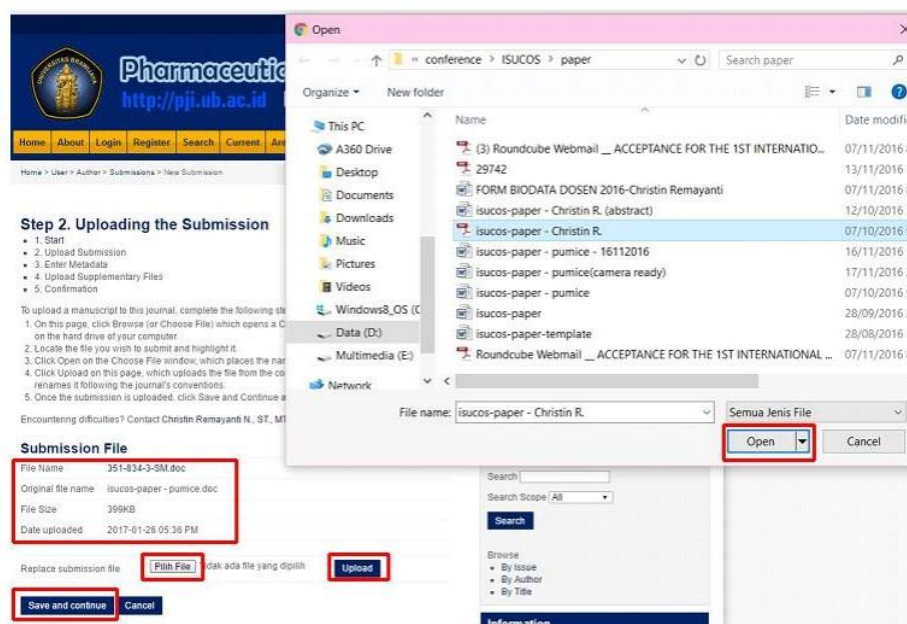 Pharmaceutic
http://pji.ub.ac.id
Home About Login Register Search Current
Home > User > Author > Submissions > New Submission
Step 2. Uploading the Submission
1. Start
2. Upload Submission
3. Enter Metadata
4. Upload Supplementary Files
5. Confirmation
To upload a manuscript to this journal, complete the following
1. On this page, click Browse (or Choose File) which opens a
on the hard drive of your computer.
2. Locate the file you wish to submit and highlight it.
3. Click Open on the Choose File window, which places the
4. Click Upload on this page, which uploads the file from the
renames it following the journal's conventions.
5. Once the submission is uploaded, click Save and Continue
Encountering difficulties? Contact Christin Remayanti N., ST., MT
Submission File
File Name 351-834-3-SM.doc
Original file name isucos-paper - pumice.doc
File Size 399KB
Date uploaded 2017-01-26 05:36 PM
Replace submission file Pilih File Tidak ada file yang dipilih Upload
Save and continue Cancel
Open
« conference > ISUCOS > paper Search paper
Organize New folder
This PC
A360 Drive
Desktop
Documents
Downloads
Music
Pictures
Videos
Windows8_OS (C
Data (D:)
Multimedia (E:)
Network
Name Date modifi
(3) Roundcube Webmail __ ACCEPTANCE FOR THE 1ST INTERNATIO... 07/11/2016
29742 13/11/2016
FORM BIODATA DOSEN 2016-Christin Remayanti 07/11/2016
isucos-paper - Christin R. (abstract) 12/10/2016
isucos-paper - Christin R. 07/10/2016
isucos-paper - pumice - 16112016 16/11/2016
isucos-paper - pumice(camera ready) 17/11/2016
isucos-paper - pumice 07/10/2016
isucos-paper 28/09/2016
isucos-paper-template 28/08/2016
Roundcube Webmail __ ACCEPTANCE FOR THE 1ST INTERNATIONAL ... 07/11/2016
File name: isucos-paper - Christin R. Semua Jenis File
Open Cancel
Search
Search Scope All
Search
Browse
By Issue
By Author
By Title
Information